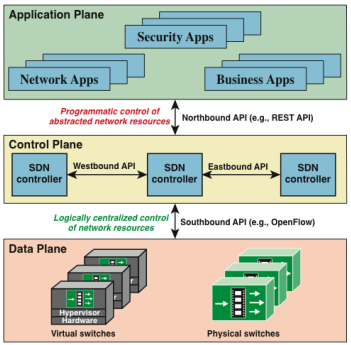 Application Plane
Security Apps
Network Apps
Business Apps
Programmatic control of
abstracted network resources
Northbound API (e.g., REST API)
Control Plane
SDN
controller
Westbound API
SDN
controller
Eastbound API
SDN
controller
Logically centralized control
of network resources
Southbound API (e.g., OpenFlow)
Data Plane
Hypervisor
Hardware
Virtual switches
Physical switches